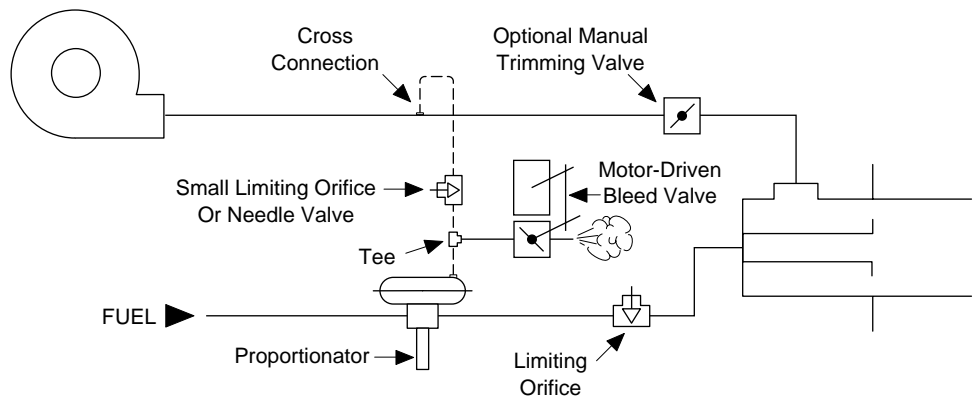 Cross
Connection
Optional Manual
Trimming Valve
Small Limiting Orifice
Or Needle Valve
Motor-Driven
Bleed Valve
Tee
FUEL
Proportionator
Limiting
Orifice